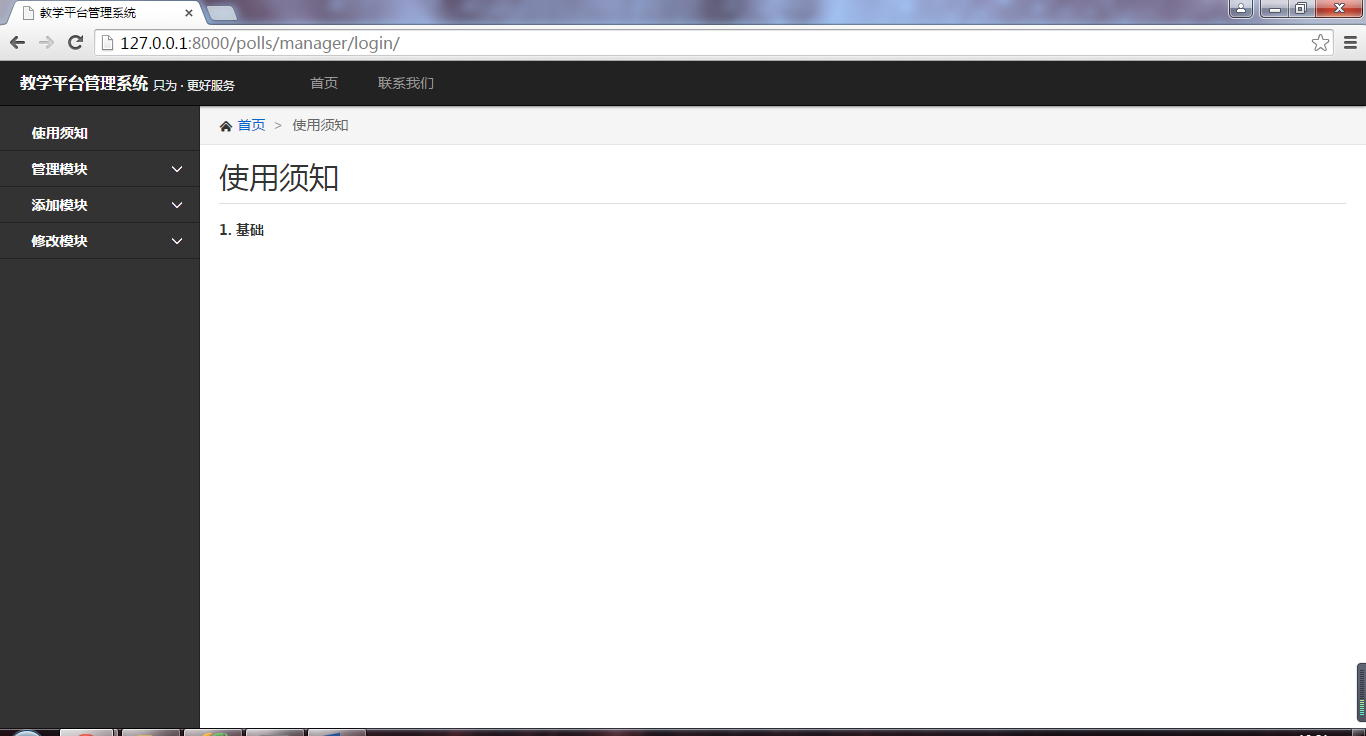 教学平台管理系统
127.0.0.1:8000/polls/manager/login/
教学平台管理系统 只为 · 更好服务 首页 联系我们
使用须知
管理模块
添加模块
修改模块
首页 > 使用须知
使用须知
1. 基础